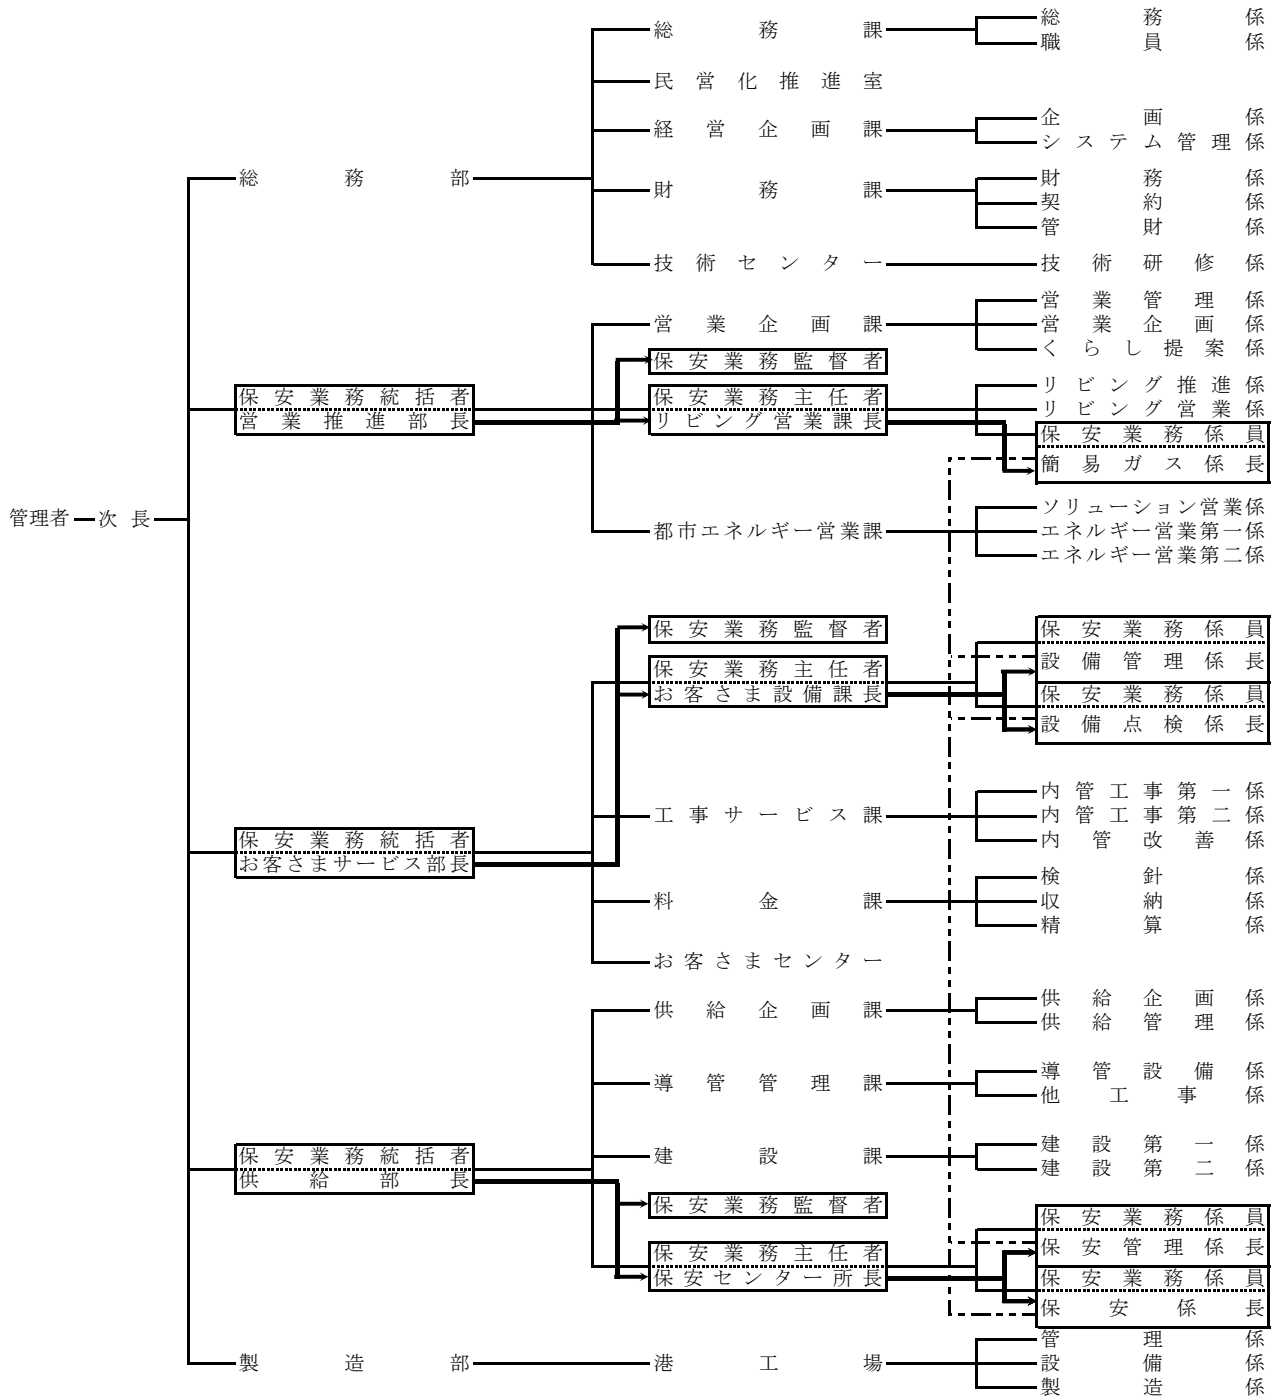 総務課
総務係
職員係
民営化推進室
経営企画課
企画係
システム管理係
総務部
財務課
財務係
契約係
管財係
技術センター
技術研修係
営業企画課
営業管理係
営業企画係
くらし提案係
保安業務監督者
保安業務統括者
営業推進部長
保安業務主任者
リビング営業課長
リビング推進係
リビング営業係
保安業務係員
簡易ガス係長
管理者
次長
都市エネルギー営業課
ソリューション営業係
エネルギー営業第一係
エネルギー営業第二係
保安業務監督者
保安業務主任者
お客さま設備課長
保安業務係員
設備管理係長
保安業務係員
設備点検係長
保安業務統括者
お客さまサービス部長
工事サービス課
内管工事第一係
内管工事第二係
内管改善係
料金課
検針係
収納係
精算係
お客さまセンター
供給企画課
供給企画係
供給管理係
導管管理課
導管設備係
他工事係
保安業務統括者
供給部長
建設課
建設第一係
建設第二係
保安業務監督者
保安業務主任者
保安センター所長
保安業務係員
保安管理係長
保安業務係員
保安係長
製造部
港工場
管理係
設備係
製造係